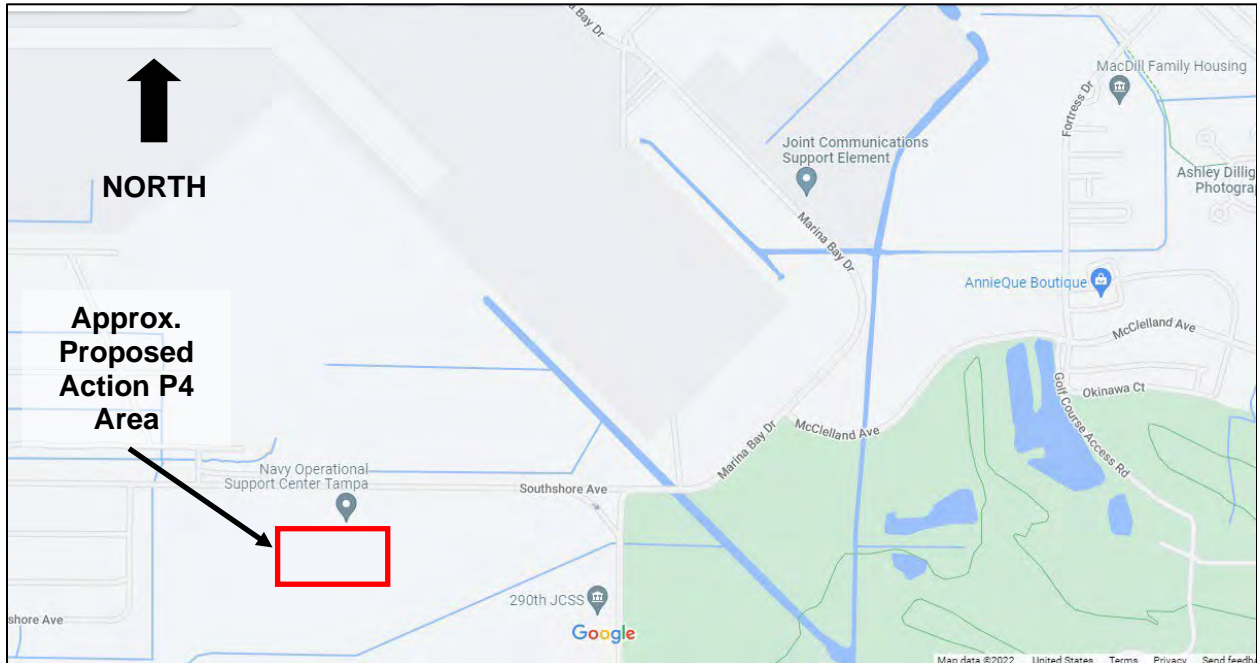 a Bay Dr
MacDill Family Housing
Fortress Dr
NORTH
Joint Communications
Support Element
Ashley Dillig
Photogra
Marina Bay Dr
AnnieQue Boutique
Approx.
Proposed
Action P4
Area
McClelland Ave
Okinawa Ct
Golf Course Access Rd
McClelland Ave
Marina Bay Dr
Navy Operational
Support Center Tampa
Southshore Ave
290th JCSS
shore Ave
Google
Map data ©2022 United States Terms Privacy Send feedb